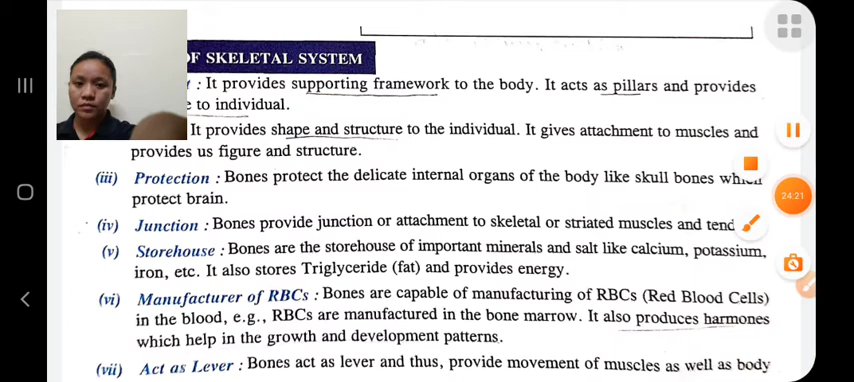 F SKELETAL SYSTEM
: It provides supporting framework to the body. It acts as pillars and provides
to individual.
It provides shape and structure to the individual. It gives attachment to muscles and
provides us figure and structure.
(iii) Protection : Bones protect the delicate internal organs of the body like skull bones which
protect brain.
(iv) Junction : Bones provide junction or attachment to skeletal or striated muscles and
(v) Storehouse : Bones are the storehouse of important minerals and salt like calcium, potassium,
iron, etc. It also stores Triglyceride (fat) and provides energy.
(vi) Manufacturer of RBCs : Bones are capable of manufacturing of RBCs (Red Blood Cells)
in the blood, e.g., RBCs are manufactured in the bone marrow. It also produces harmones
which help in the growth and development patterns.
(vii) Act as Lever : Bones act as lever and thus, provide movement of muscles as well as body
24:21